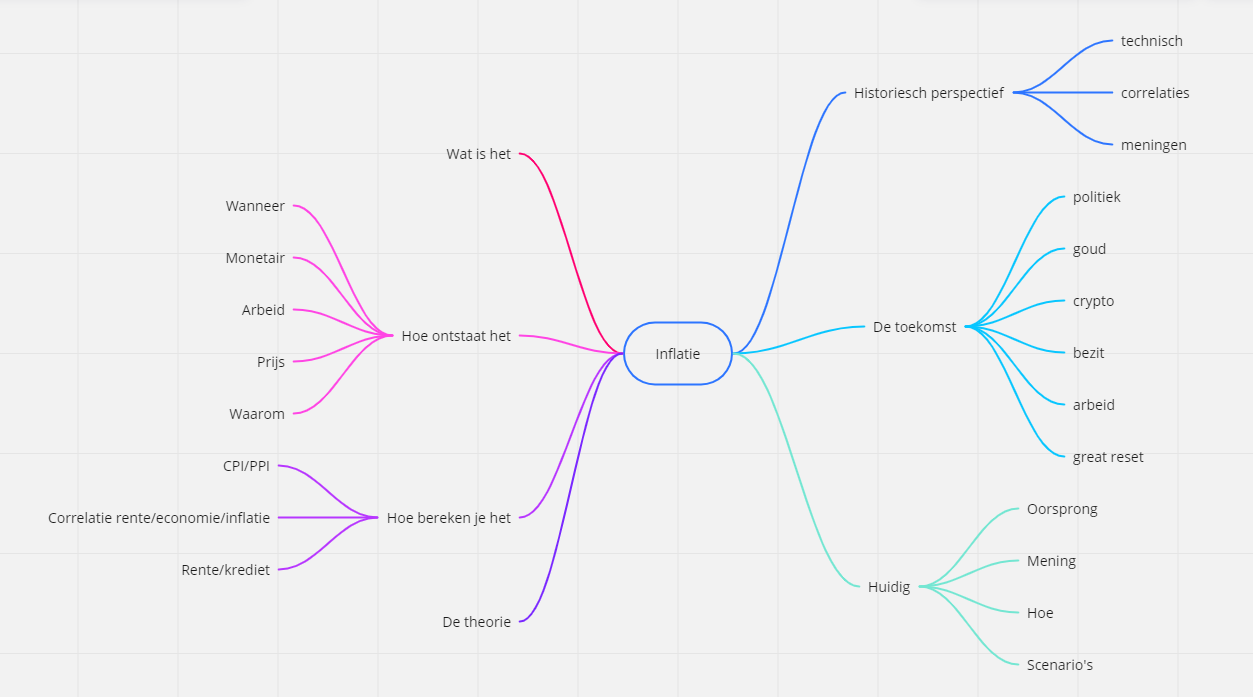 Inflatie
Wat is het
Hoe ontstaat het
Wanneer
Monetair
Arbeid
Prijs
Waarom
Hoe bereken je het
CPI/PPI
Correlatie rente/economie/inflatie
Rente/krediet
De theorie
Historiesch perspectief
technisch
correlaties
meningen
De toekomst
politiek
goud
crypto
bezit
arbeid
great reset
Huidig
Oorsprong
Mening
Hoe
Scenario's